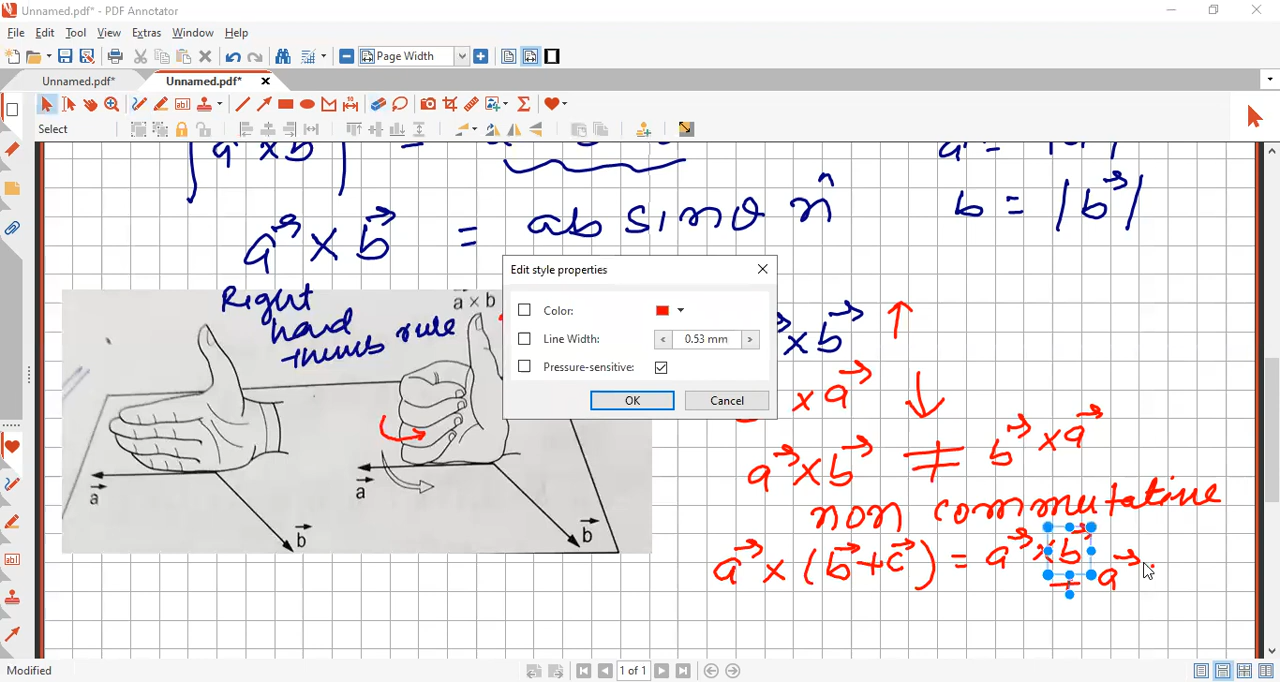 Unnamed.pdf* - PDF Annotator
File Edit Tool View Extras Window Help
Page Width
Unnamed.pdf* Unnamed.pdf*
Select
a × b =
a = |a|
a⃗ × b⃗ = ab sinθ n̂
b = |b⃗|
Edit style properties
Color:
Line Width: 0.53 mm
Pressure-sensitive:
OK Cancel
Right
hand
thumb rule
a × b
× b⃗ ↑
× a⃗ ↓
a⃗ × b⃗ ≠ b⃗ × a⃗
non commutative
a⃗ × (b⃗ + c⃗) = a⃗ × b⃗
+ a⃗
a⃗
b⃗
a⃗
b⃗
Modified
1 of 1